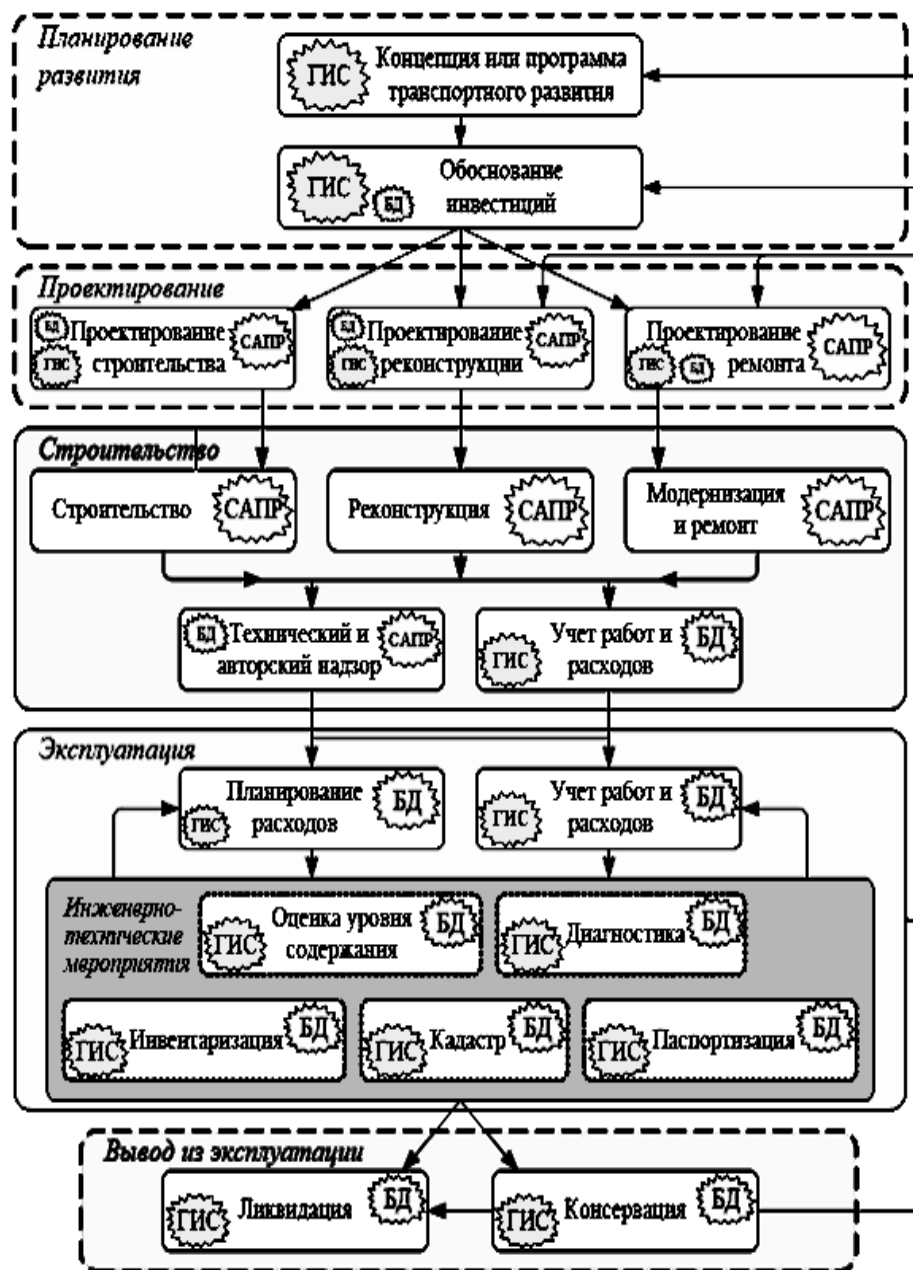 Планирование
развития
ГИС
Концепция или программа
транспортного развития
ГИС
БД
Обоснование
инвестиций
Проектирование
БД
ГИС
Проектирование
строительства
САПР
БД
ГИС
Проектирование
реконструкции
САПР
Проектирование
ремонта
ГИС
БД
САПР
Строительство
Строительство
САПР
Реконструкция
САПР
Модернизация
и ремонт
САПР
БД
Технический и
авторский надзор
САПР
ГИС
Учет работ и
расходов
БД
Эксплуатация
ГИС
Планирование
расходов
БД
ГИС
Учет работ и
расходов
БД
Инженерно-
технические
мероприятия
ГИС
Оценка уровня
содержания
БД
ГИС
Диагностика
БД
ГИС
Инвентаризация
БД
ГИС
Кадастр
БД
ГИС
Паспортизация
БД
Вывод из эксплуатации
ГИС
Ликвидация
БД
ГИС
Консервация
БД